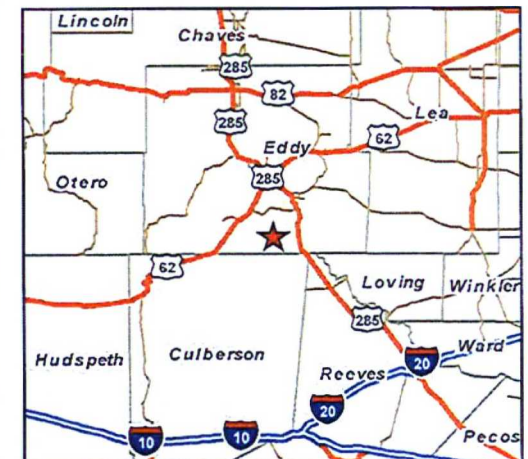 Lincoln
Chaves
285
82
285
Lea
62
Eddy
285
Otero
62
Loving
Winkler
285
Ward
Hudspeth
Culberson
Reeves
20
20
10
10
Pecos